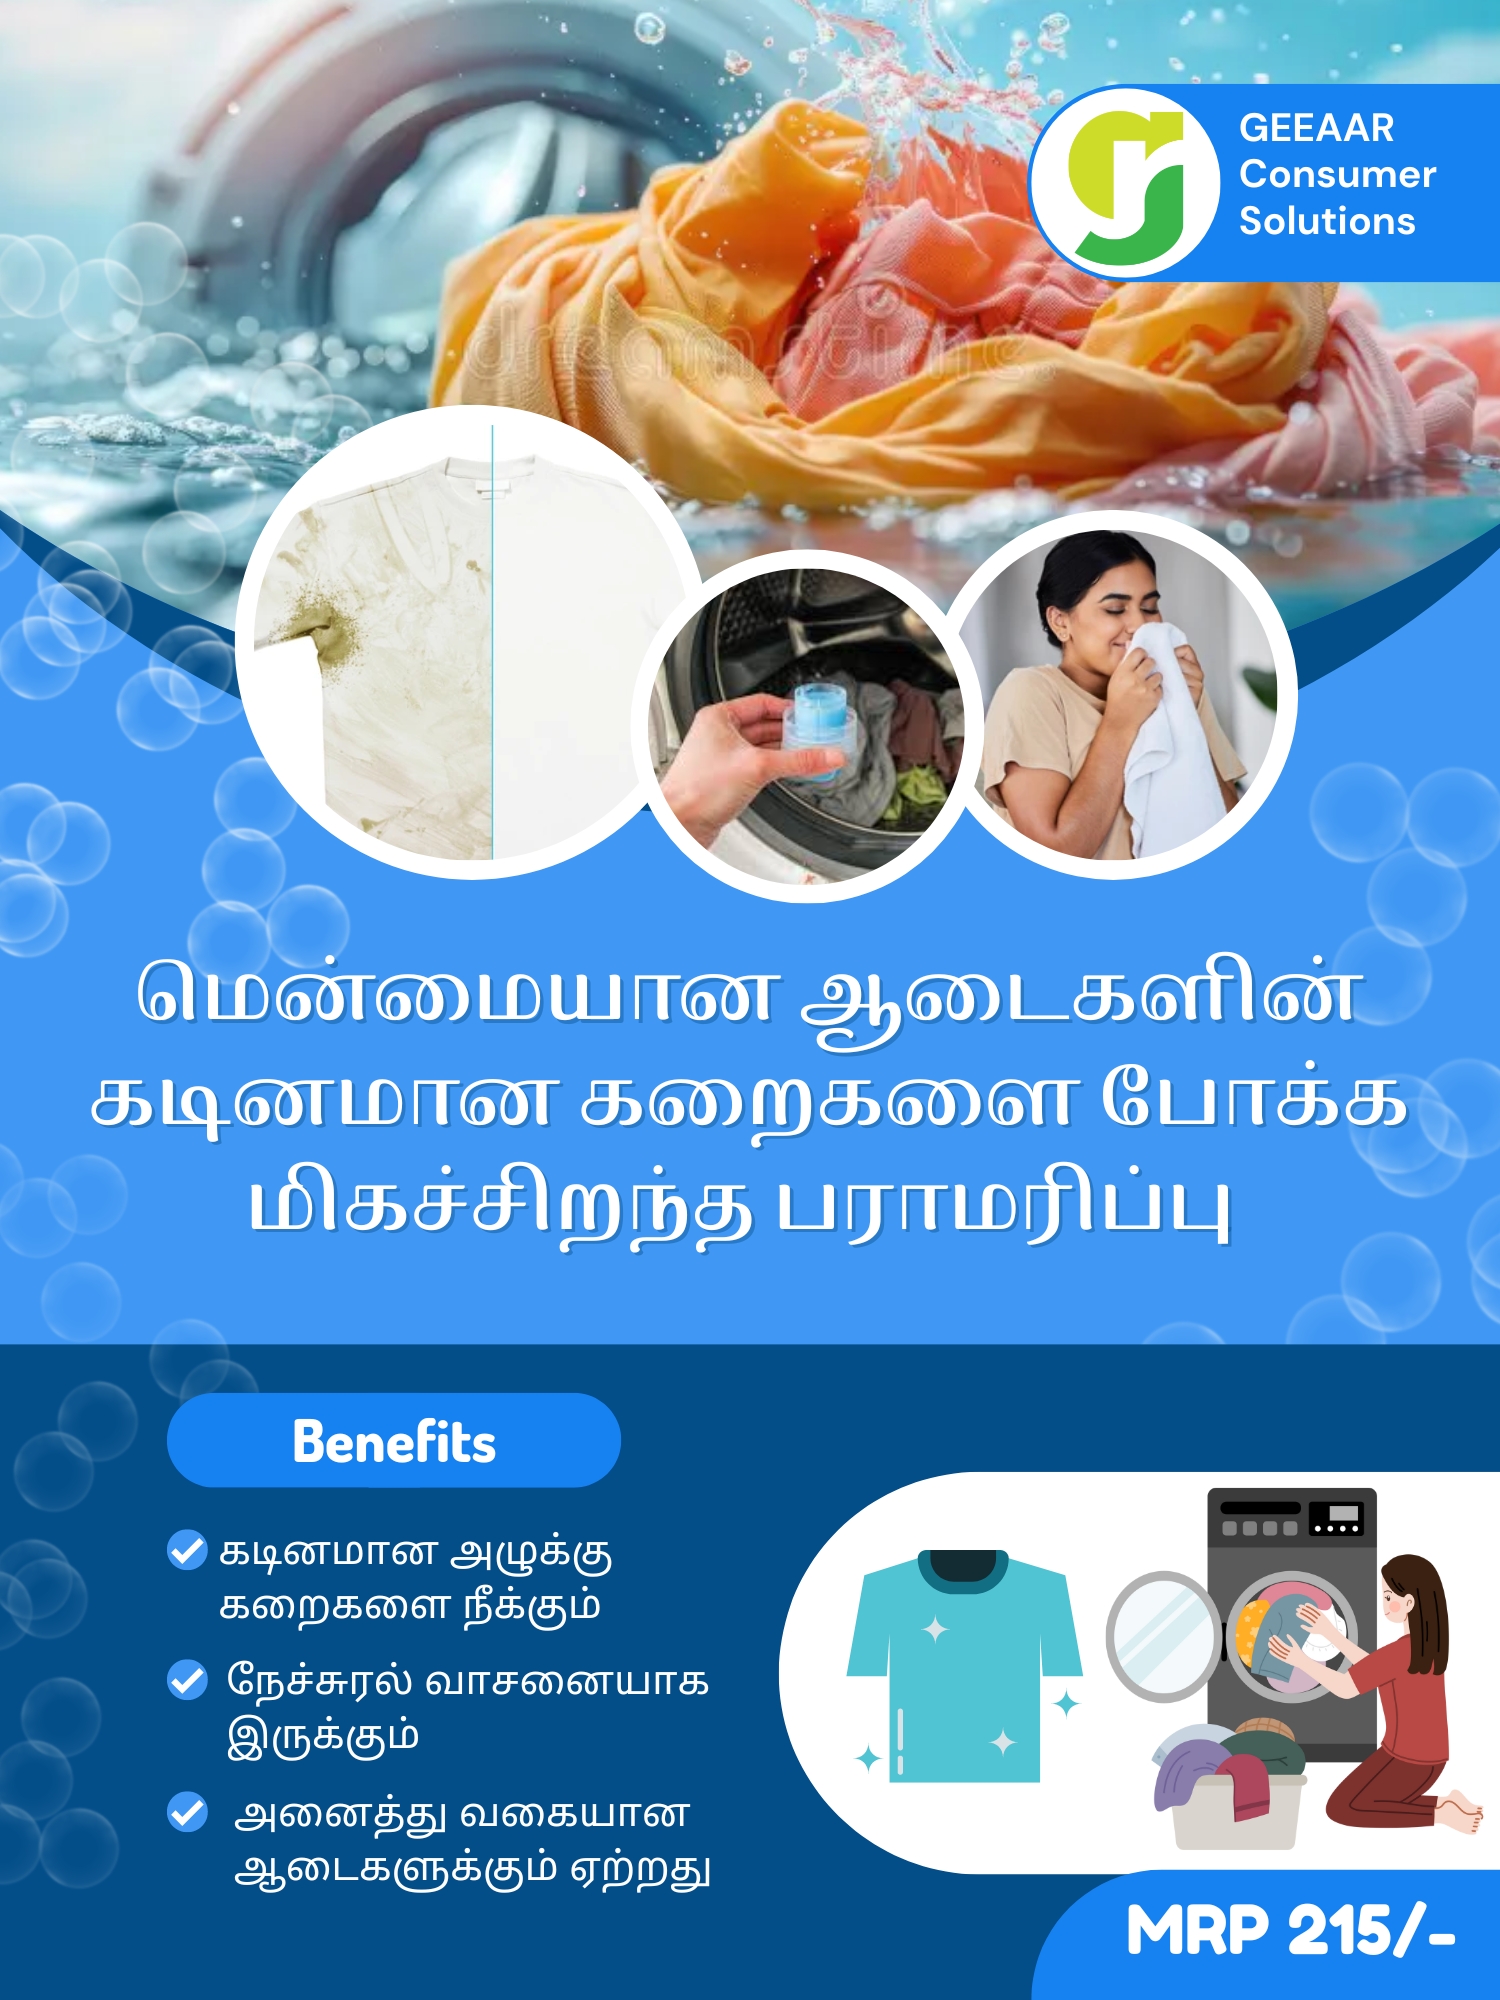 GEEAAR
Consumer
Solutions
dreamstime
மென்மையான ஆடைகளின்
கடினமான கறைகளை போக்க
மிகச்சிறந்த பராமரிப்பு
Benefits
கடினமான அழுக்கு
கறைகளை நீக்கும்
நேச்சுரல் வாசனையாக
இருக்கும்
அனைத்து வகையான
ஆடைகளுக்கும் ஏற்றது
MRP 215/-